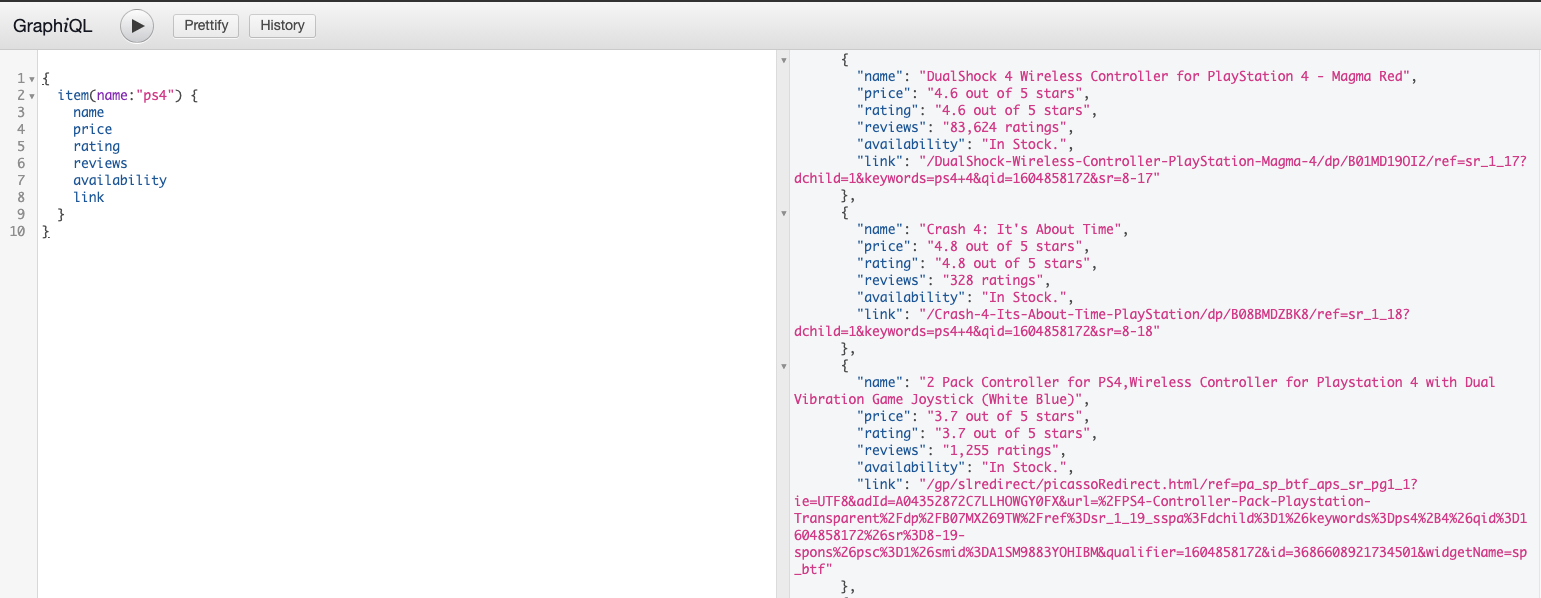 GraphiQL
Prettify
History
1 {
2 item(name:"ps4") {
3 name
4 price
5 rating
6 reviews
7 availability
8 link
9 }
10 }
{
"name": "DualShock 4 Wireless Controller for PlayStation 4 - Magma Red",
"price": "4.6 out of 5 stars",
"rating": "4.6 out of 5 stars",
"reviews": "83,624 ratings",
"availability": "In Stock.",
"link": "/DualShock-Wireless-Controller-PlayStation-Magma-4/dp/B01MD19OI2/ref=sr_1_17?
dchild=1&keywords=ps4+4&qid=1604858172&sr=8-17"
},
{
"name": "Crash 4: It's About Time",
"price": "4.8 out of 5 stars",
"rating": "4.8 out of 5 stars",
"reviews": "328 ratings",
"availability": "In Stock.",
"link": "/Crash-4-Its-About-Time-PlayStation/dp/B08BMDZBK8/ref=sr_1_18?
dchild=1&keywords=ps4+4&qid=1604858172&sr=8-18"
},
{
"name": "2 Pack Controller for PS4,Wireless Controller for Playstation 4 with Dual
Vibration Game Joystick (White Blue)",
"price": "3.7 out of 5 stars",
"rating": "3.7 out of 5 stars",
"reviews": "1,255 ratings",
"availability": "In Stock.",
"link": "/gp/slredirect/picassoRedirect.html/ref=pa_sp_btf_aps_sr_pg1_1?
ie=UTF8&adId=A04352872C7LLHOWGY0FX&url=%2FPS4-Controller-Pack-Playstation-
Transparent%2Fdp%2FB07MX269TW%2Fref%3Dsr_1_19_sspa%3Fdchild%3D1%26keywords%3Dps4%2B4%26qid%3D1
604858172%26sr%3D8-19-
spons%26psc%3D1%26smid%3DA1SM9883YOHIBM&qualifier=1604858172&id=3686608921734501&widgetName=sp
_btf"
},